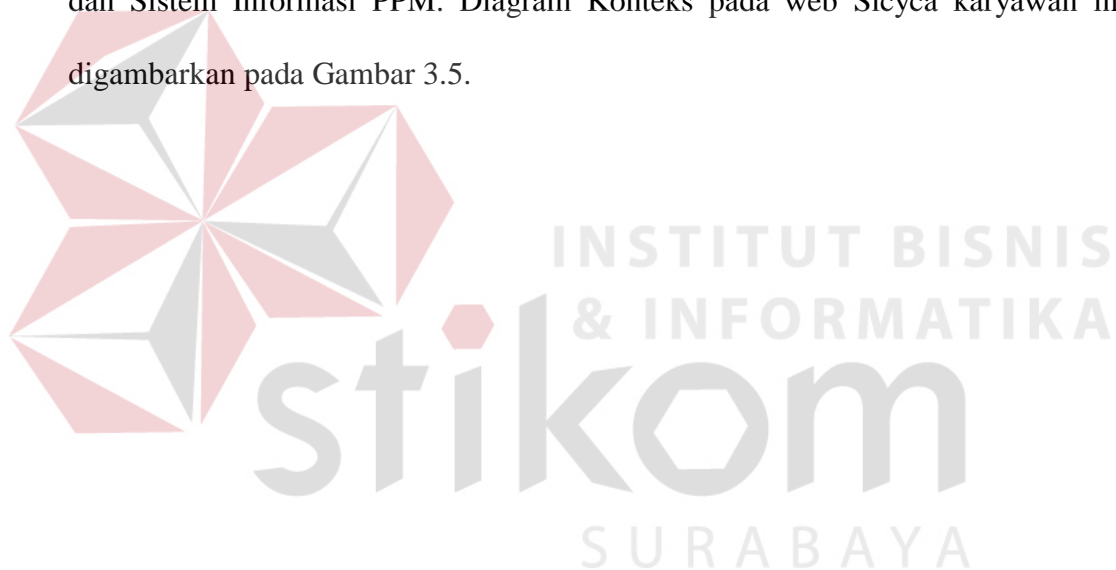 dan Sistem Informasi PPM. Diagram Konteks pada web Sicyca karyawan
digambarkan pada Gambar 3.5.
INSTITUT BISNIS
& INFORMATIKA
stikom
SURABAYA